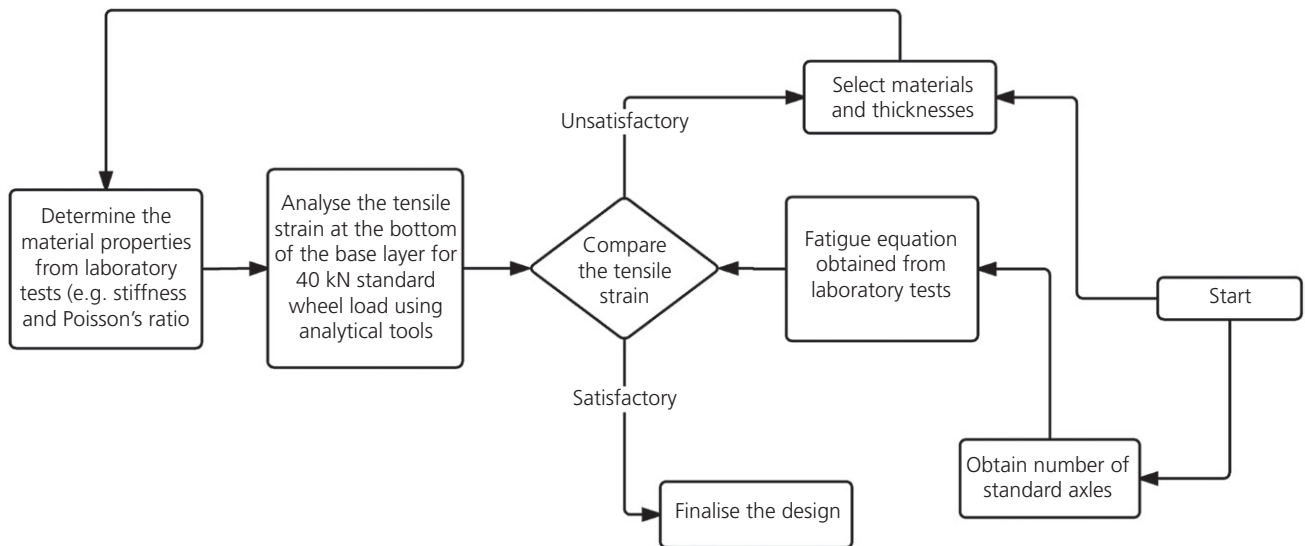 Select materials
and thicknesses
Unsatisfactory
Determine the
material properties
from laboratory
tests (e.g. stiffness
and Poisson's ratio
Analyse the tensile
strain at the bottom
of the base layer for
40 kN standard
wheel load using
analytical tools
Compare
the tensile
strain
Fatigue equation
obtained from
laboratory tests
Start
Satisfactory
Obtain number of
standard axles
Finalise the design